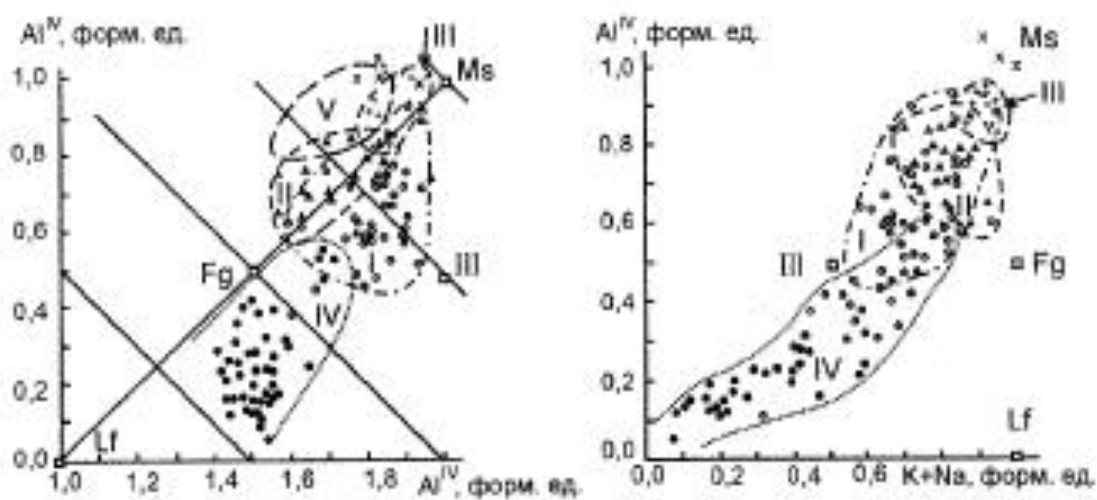 Al^IV, форм. ед.
III
Ms
1,0
V
0,8
II
0,6
I
Fg
III
0,4
IV
0,2
Lf
0,0
1,0 1,2 1,4 1,6 1,8 Al^IV, форм. ед.
Al^IV, форм. ед.
Ms
1,0
III
0,8
II
0,6
I
III
Fg
0,4
IV
0,2
Lf
0,0
0,0 0,2 0,4 0,6 K+Na, форм. ед.